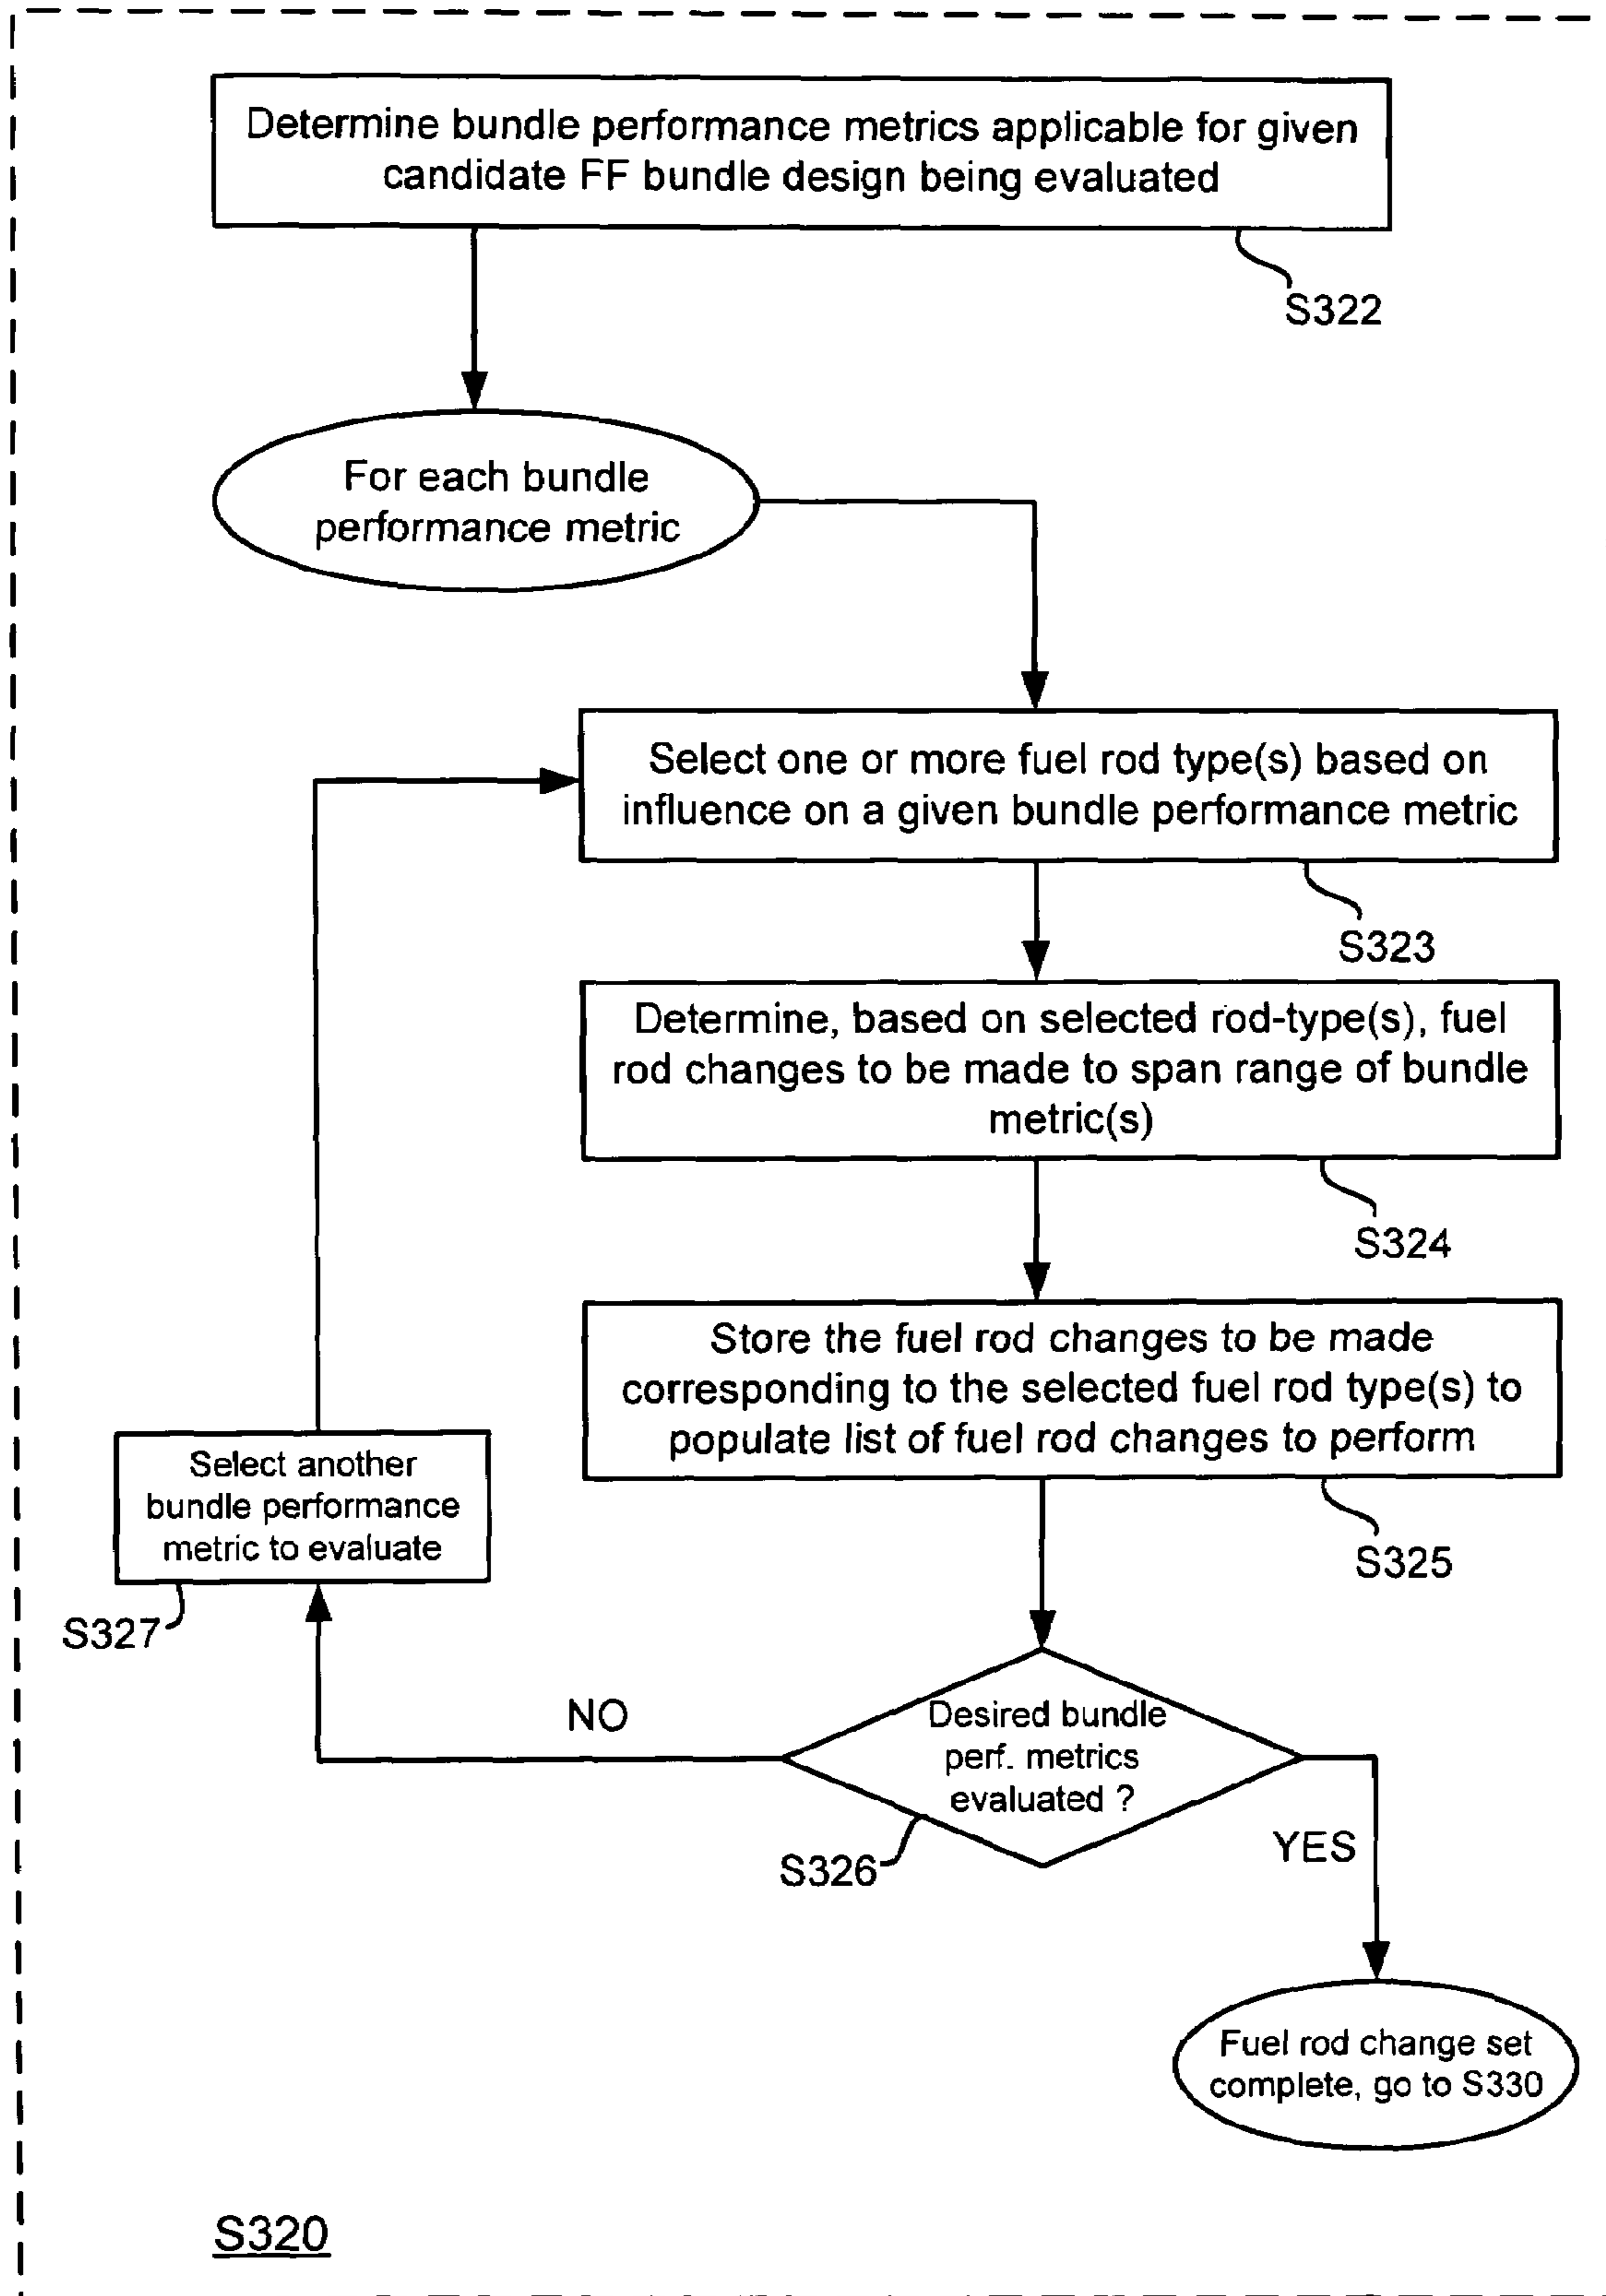 Determine bundle performance metrics applicable for given
candidate FF bundle design being evaluated
S322
For each bundle
performance metric
Select one or more fuel rod type(s) based on
influence on a given bundle performance metric
S323
Determine, based on selected rod-type(s), fuel
rod changes to be made to span range of bundle
metric(s)
S324
Store the fuel rod changes to be made
corresponding to the selected fuel rod type(s) to
populate list of fuel rod changes to perform
S325
Select another
bundle performance
metric to evaluate
S327
NO
Desired bundle
perf. metrics
evaluated ?
S326
YES
Fuel rod change set
complete, go to S330
S320